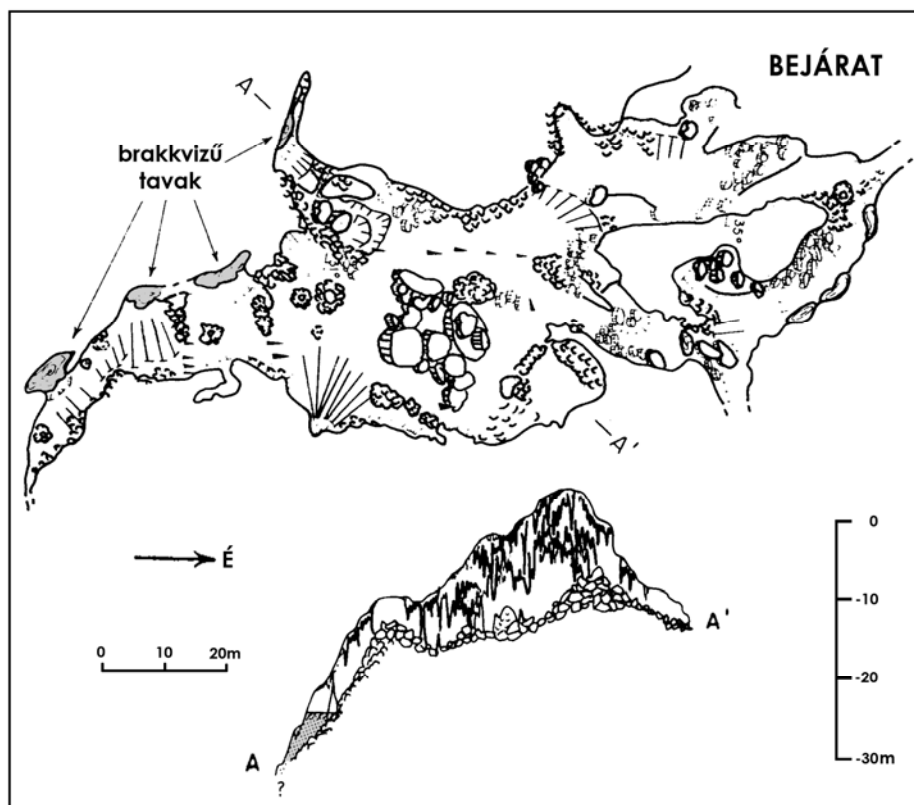 BEJÁRAT
A
brakkvizű
tavak
35°
A'
É
0 10 20m
A
?
A'
0
-10
-20
-30m